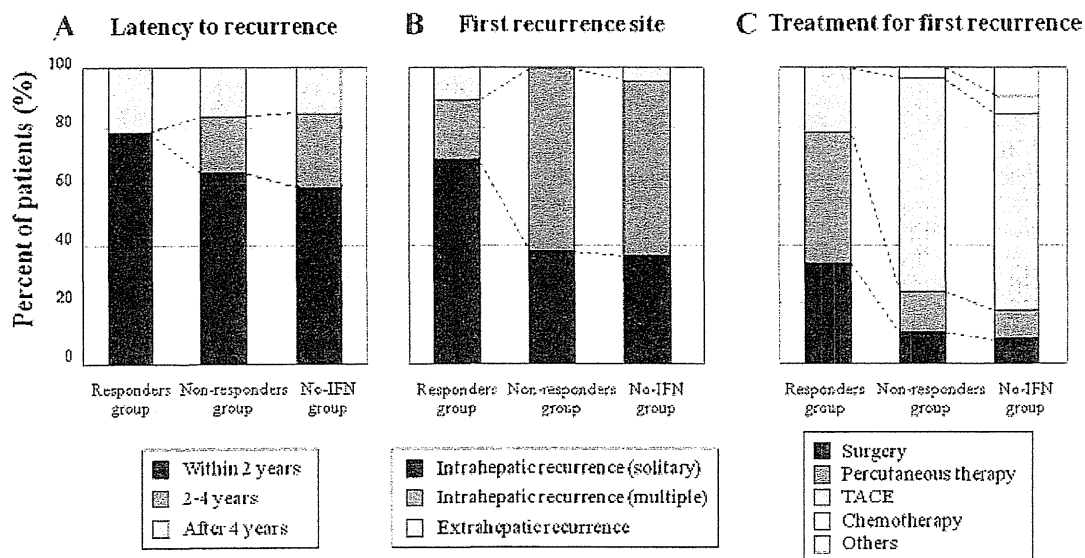 A Latency to recurrence
B First recurrence site
C Treatment for first recurrence
Percent of patients (%)
100
80
60
40
20
0
Responders group
Non-responders group
No-IFN group
Responders group
Non-responders group
No-IFN group
Responders group
Non-responders group
No-IFN group
Within 2 years
2-4 years
After 4 years
Intrahepatic recurrence (solitary)
Intrahepatic recurrence (multiple)
Extrahepatic recurrence
Surgery
Percutaneous therapy
TACE
Chemotherapy
Others